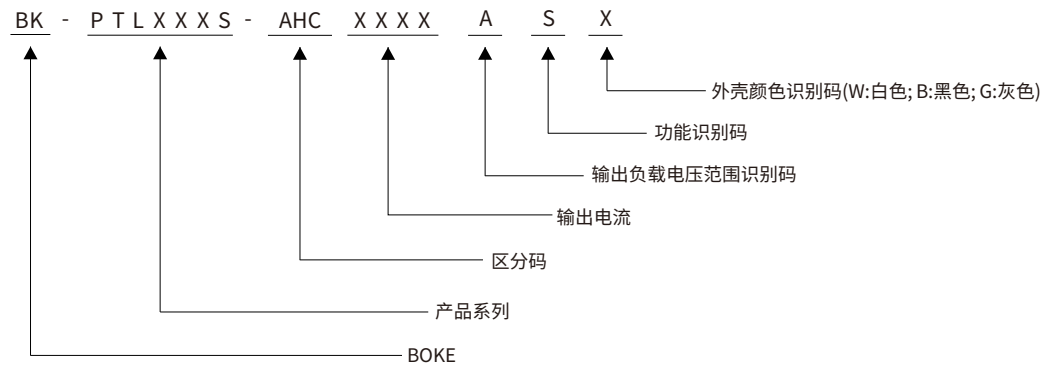 BK - P T L X X X S - AHC X X X X A S X
外壳颜色识别码(W:白色; B:黑色; G:灰色)
功能识别码
输出负载电压范围识别码
输出电流
区分码
产品系列
BOKE